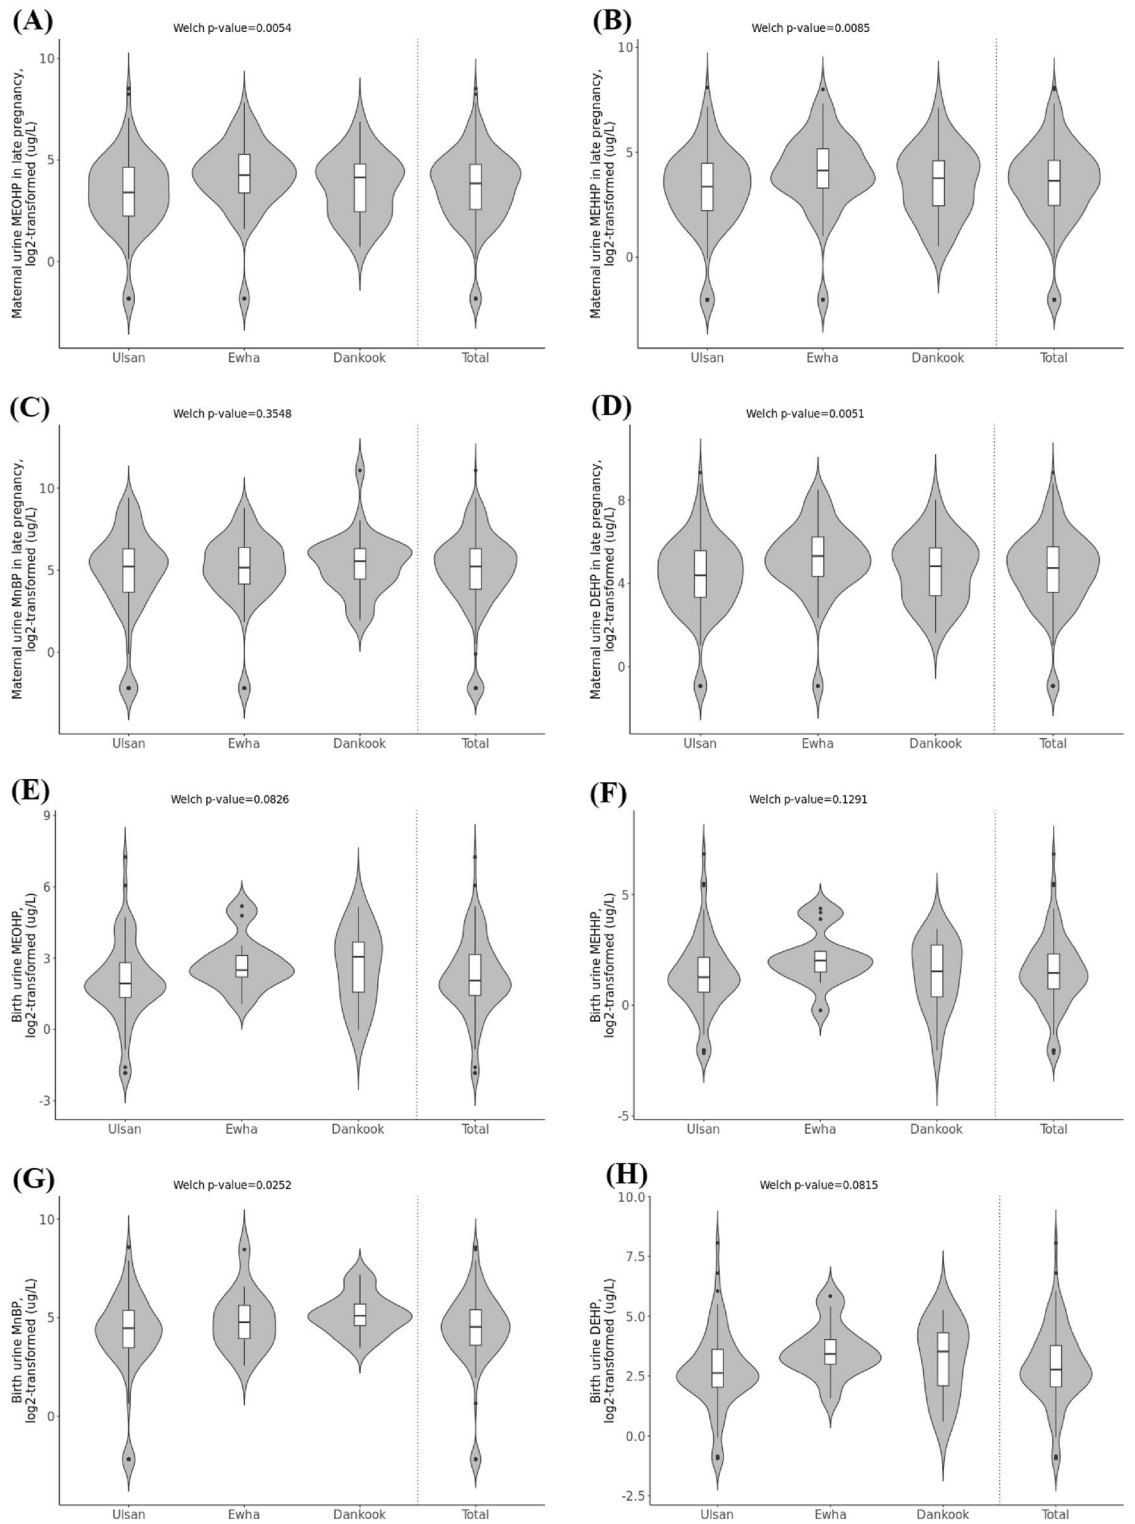 (A)
Welch p-value=0.0054
Maternal urine MEOHP in late pregnancy,
log2-transformed (ug/L)
10
5
0
Ulsan Ewha Dankook Total
(B)
Welch p-value=0.0085
Maternal urine MEHHP in late pregnancy,
log2-transformed (ug/L)
10
5
0
Ulsan Ewha Dankook Total
(C)
Welch p-value=0.3548
Maternal urine MnBP in late pregnancy,
log2-transformed (ug/L)
10
5
0
Ulsan Ewha Dankook Total
(D)
Welch p-value=0.0051
Maternal urine DEHP in late pregnancy,
log2-transformed (ug/L)
8
4
0
Ulsan Ewha Dankook Total
(E)
Welch p-value=0.0826
Birth urine MEOHP,
log2-transformed (ug/L)
9
6
3
0
-3
Ulsan Ewha Dankook Total
(F)
Welch p-value=0.1291
Birth urine MEHHP,
log2-transformed (ug/L)
5
0
-5
Ulsan Ewha Dankook Total
(G)
Welch p-value=0.0252
Birth urine MnBP,
log2-transformed (ug/L)
10
5
0
Ulsan Ewha Dankook Total
(H)
Welch p-value=0.0815
Birth urine DEHP,
log2-transformed (ug/L)
10.0
7.5
5.0
2.5
0.0
-2.5
Ulsan Ewha Dankook Total